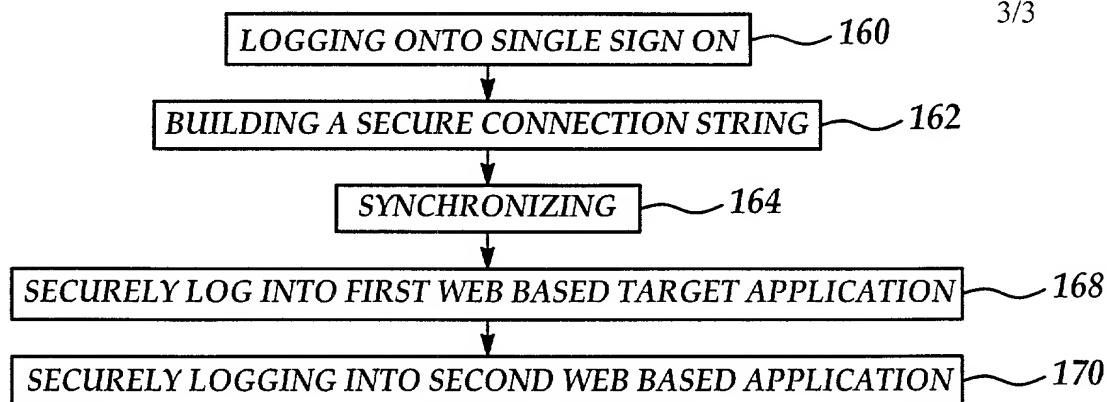 3/3
LOGGING ONTO SINGLE SIGN ON 160
BUILDING A SECURE CONNECTION STRING 162
SYNCHRONIZING 164
SECURELY LOG INTO FIRST WEB BASED TARGET APPLICATION 168
SECURELY LOGGING INTO SECOND WEB BASED APPLICATION 170